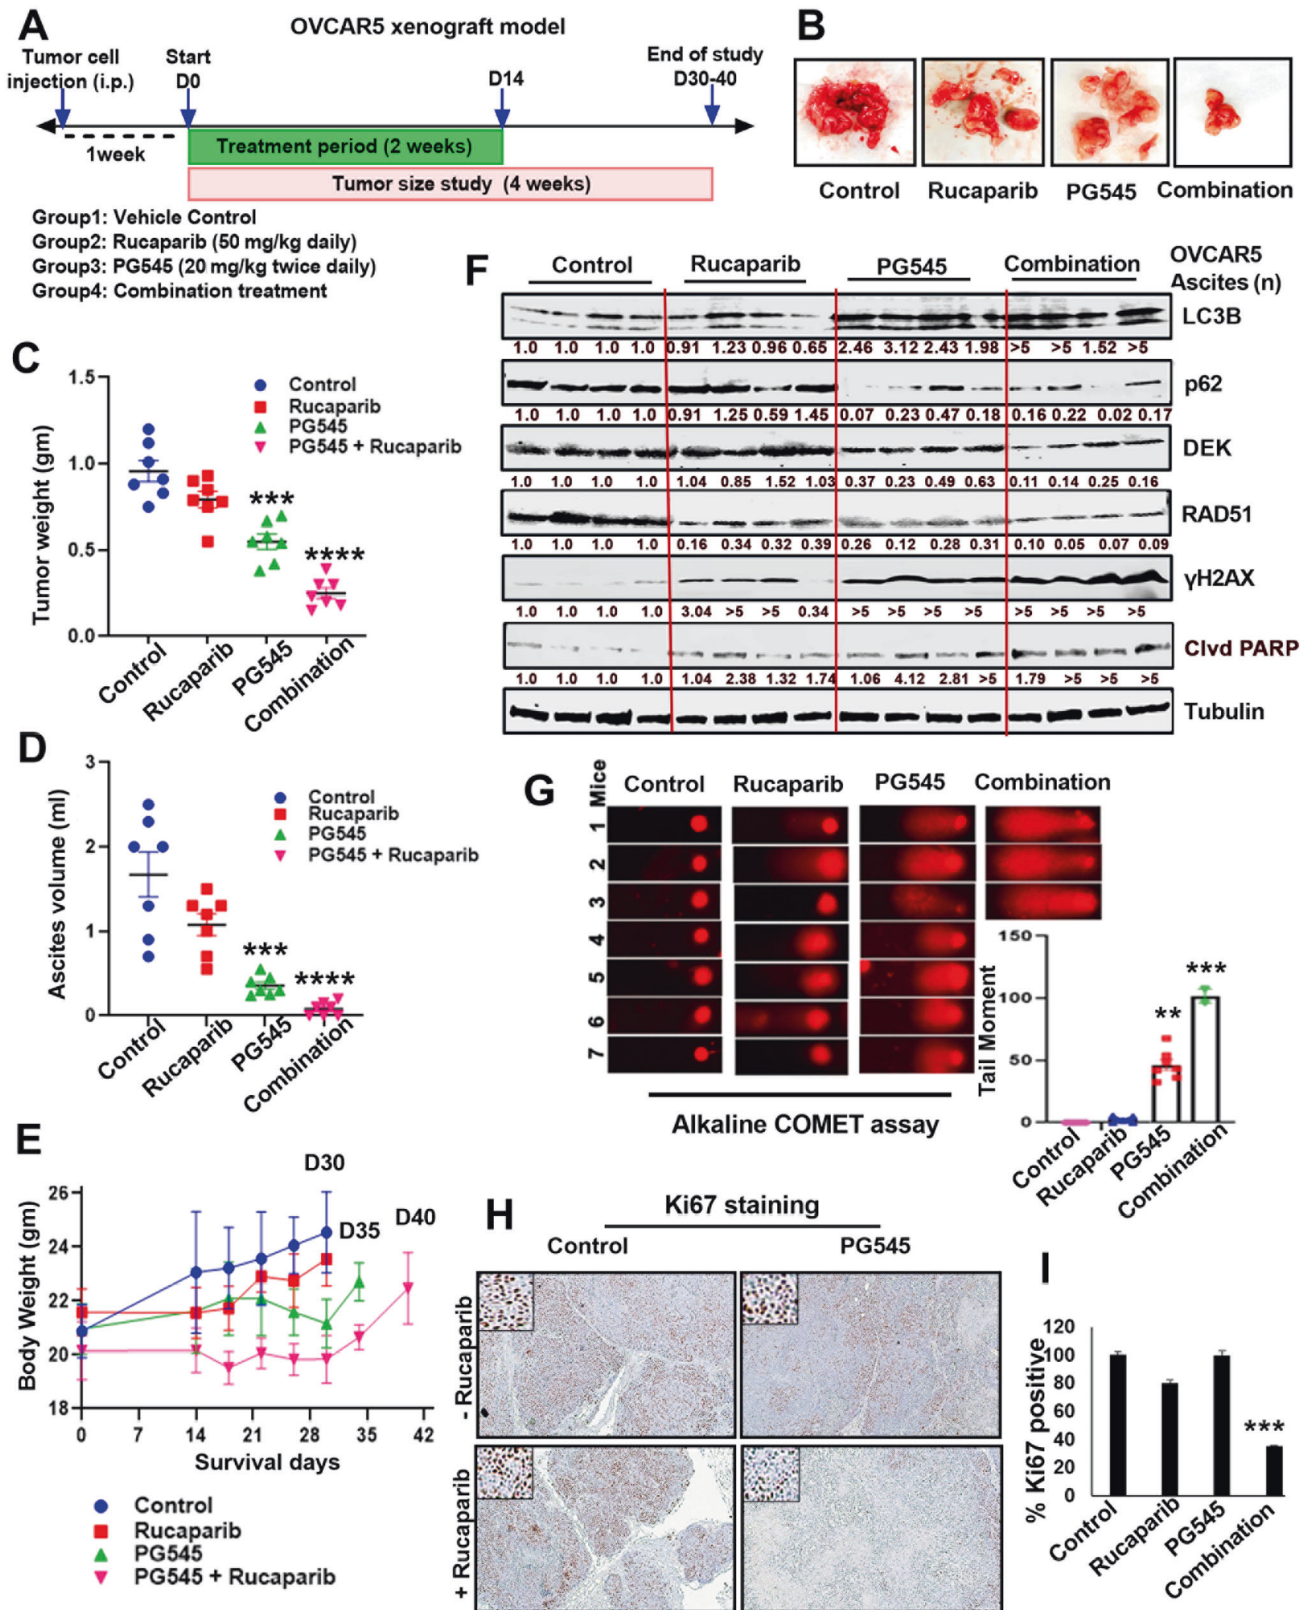 A
OVCAR5 xenograft model
Tumor cell
injection (i.p.)
Start
D0
D14
End of study
D30-40
1week
Treatment period (2 weeks)
Tumor size study (4 weeks)
Group1: Vehicle Control
Group2: Rucaparib (50 mg/kg daily)
Group3: PG545 (20 mg/kg twice daily)
Group4: Combination treatment
B
Control Rucaparib PG545 Combination
C
Tumor weight (gm)
1.5
1.0
0.5
0.0
Control
Rucaparib
PG545
PG545 + Rucaparib
***
****
Control Rucaparib PG545 Combination
D
Ascites volume (ml)
3
2
1
0
Control
Rucaparib
PG545
PG545 + Rucaparib
***
****
Control Rucaparib PG545 Combination
E
Body Weight (gm)
26
24
22
20
18
D30
D35
D40
0 7 14 21 28 35 42
Survival days
Control
Rucaparib
PG545
PG545 + Rucaparib
F
Control Rucaparib PG545 Combination
OVCAR5
Ascites (n)
LC3B
1.0 1.0 1.0 1.0 0.91 1.23 0.96 0.65 2.46 3.12 2.43 1.98 >5 >5 1.52 >5
p62
1.0 1.0 1.0 1.0 0.91 1.25 0.59 1.45 0.07 0.23 0.47 0.18 0.16 0.22 0.02 0.17
DEK
1.0 1.0 1.0 1.0 1.04 0.85 1.52 1.03 0.37 0.23 0.49 0.63 0.11 0.14 0.25 0.16
RAD51
1.0 1.0 1.0 1.0 0.16 0.34 0.32 0.39 0.26 0.12 0.28 0.31 0.10 0.05 0.07 0.09
γH2AX
1.0 1.0 1.0 1.0 3.04 >5 >5 0.34 >5 >5 >5 >5 >5 >5 >5 >5
Clvd PARP
1.0 1.0 1.0 1.0 1.04 2.38 1.32 1.74 1.06 4.12 2.81 >5 1.79 >5 >5 >5
Tubulin
G
Mice
Control Rucaparib PG545 Combination
1
2
3
4
5
6
7
Alkaline COMET assay
Tail Moment
150
100
50
0
**
***
Control Rucaparib PG545 Combination
H
Ki67 staining
Control PG545
- Rucaparib
+ Rucaparib
I
% Ki67 positive
120
100
80
60
40
20
0
***
Control Rucaparib PG545 Combination